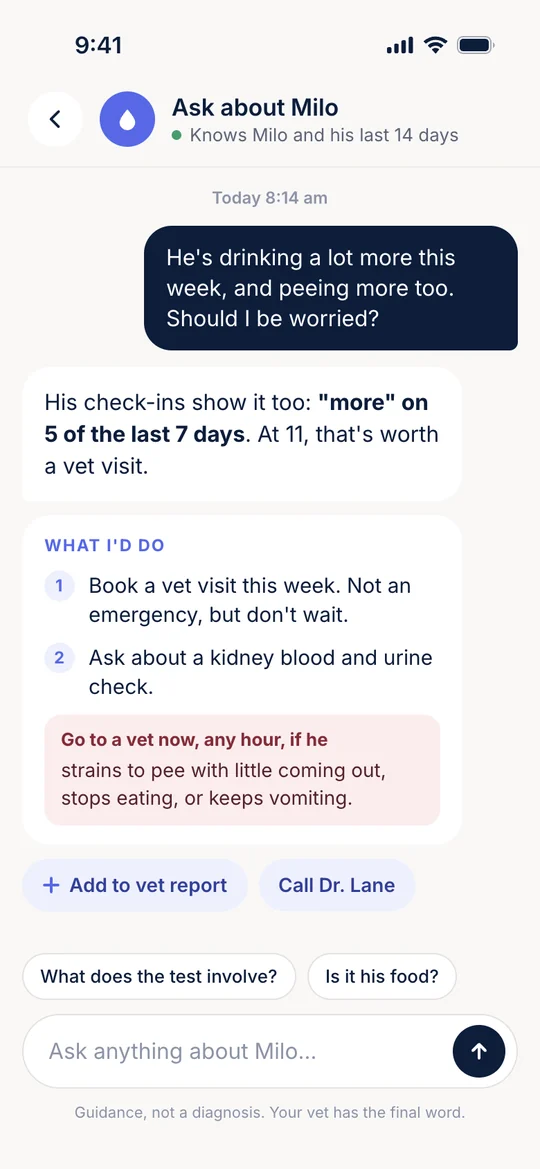 9:41
Ask about Milo
Knows Milo and his last 14 days
Today 8:14 am
He's drinking a lot more this
week, and peeing more too.
Should I be worried?
His check-ins show it too: "more" on
5 of the last 7 days. At 11, that's worth
a vet visit.
WHAT I'D DO
1 Book a vet visit this week. Not an
emergency, but don't wait.
2 Ask about a kidney blood and urine
check.
Go to a vet now, any hour, if he
strains to pee with little coming out,
stops eating, or keeps vomiting.
+ Add to vet report
Call Dr. Lane
What does the test involve?
Is it his food?
Ask anything about Milo...
Guidance, not a diagnosis. Your vet has the final word.